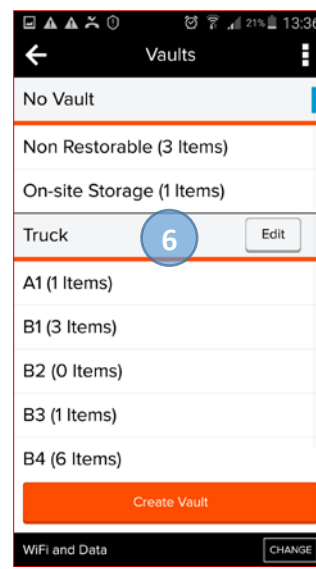 21% 13:36
Vaults
No Vault
Non Restorable (3 Items)
On-site Storage (1 Items)
Truck 6 Edit
A1 (1 Items)
B1 (3 Items)
B2 (0 Items)
B3 (1 Items)
B4 (6 Items)
Create Vault
WiFi and Data CHANGE